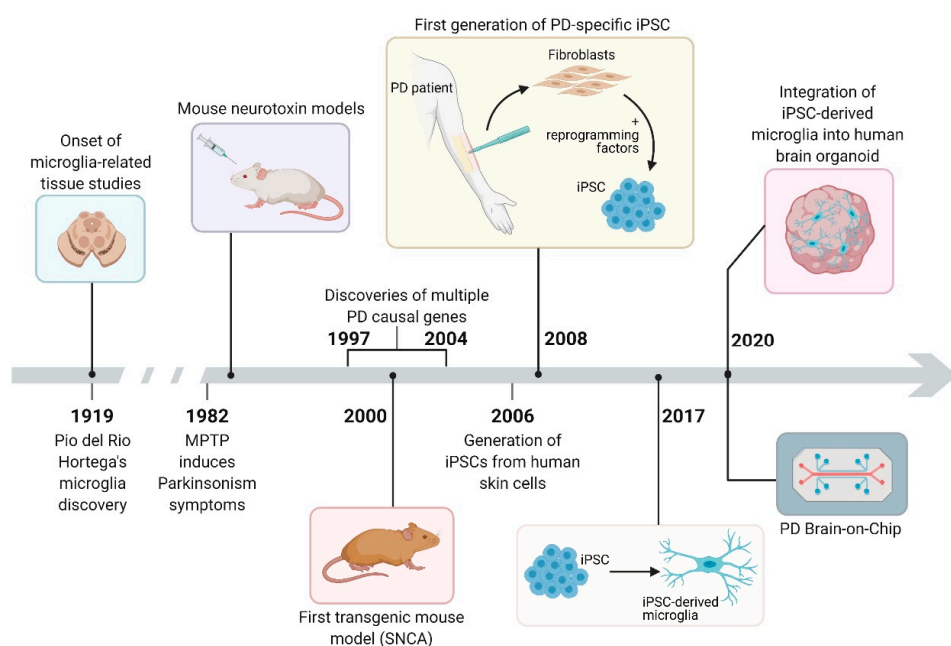 First generation of PD-specific iPSC
Fibroblasts
PD patient
+
reprogramming
factors
iPSC
Mouse neurotoxin models
Onset of
microglia-related
tissue studies
Integration of
iPSC-derived
microglia into human
brain organoid
Discoveries of multiple
PD causal genes
1997
2004
2008
2020
1919
Pio del Rio
Hortega's
microglia
discovery
1982
MPTP
induces
Parkinsonism
symptoms
2000
2006
Generation of
iPSCs from human
skin cells
2017
First transgenic mouse
model (SNCA)
iPSC
iPSC-derived
microglia
PD Brain-on-Chip